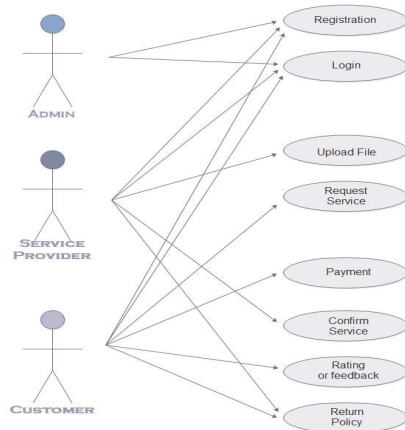 Registration
Login
ADMIN
Upload File
Request
Service
SERVICE
PROVIDER
Payment
Confirm
Service
Rating
or feedback
CUSTOMER
Return
Policy